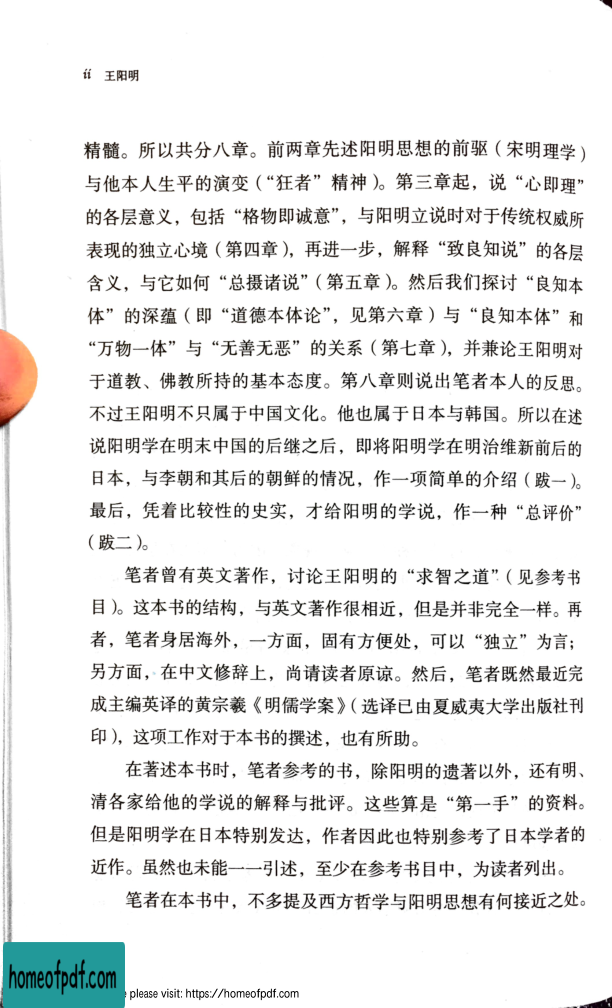 ii 王阳明
精髓。所以共分八章。前两章先述阳明思想的前驱（宋明理学）
与他本人生平的演变（“狂者”精神）。第三章起，说“心即理”
的各层意义，包括“格物即诚意”，与阳明立说时对于传统权威所
表现的独立心境（第四章），再进一步，解释“致良知说”的各层
含义，与它如何“总摄诸说”（第五章）。然后我们探讨“良知本
体”的深蕴（即“道德本体论”，见第六章）与“良知本体”和
“万物一体”与“无善无恶”的关系（第七章），并兼论王阳明对
于道教、佛教所持的基本态度。第八章则说出笔者本人的反思。
不过王阳明不只属于中国文化。他也属于日本与韩国。所以在述
说阳明学在明末中国的后继之后，即将阳明学在明治维新前后的
日本，与李朝和其后的朝鲜的情况，作一项简单的介绍（跋一）。
最后，凭着比较性的史实，才给阳明的学说，作一种“总评价”
（跋二）。
笔者曾有英文著作，讨论王阳明的“求智之道”（见参考书
目）。这本书的结构，与英文著作很相近，但是并非完全一样。再
者，笔者身居海外，一方面，固有方便处，可以“独立”为言；
另方面，在中文修辞上，尚请读者原谅。然后，笔者既然最近完
成主编英译的黄宗羲《明儒学案》（选译已由夏威夷大学出版社刊
印），这项工作对于本书的撰述，也有所助。
在著述本书时，笔者参考的书，除阳明的遗著以外，还有明、
清各家给他的学说的解释与批评。这些算是“第一手”的资料。
但是阳明学在日本特别发达，作者因此也特别参考了日本学者的
近作。虽然也未能一一引述，至少在参考书目中，为读者列出。
笔者在本书中，不多提及西方哲学与阳明思想有何接近之处。
homeofpdf.com
e please visit: https://homeofpdf.com